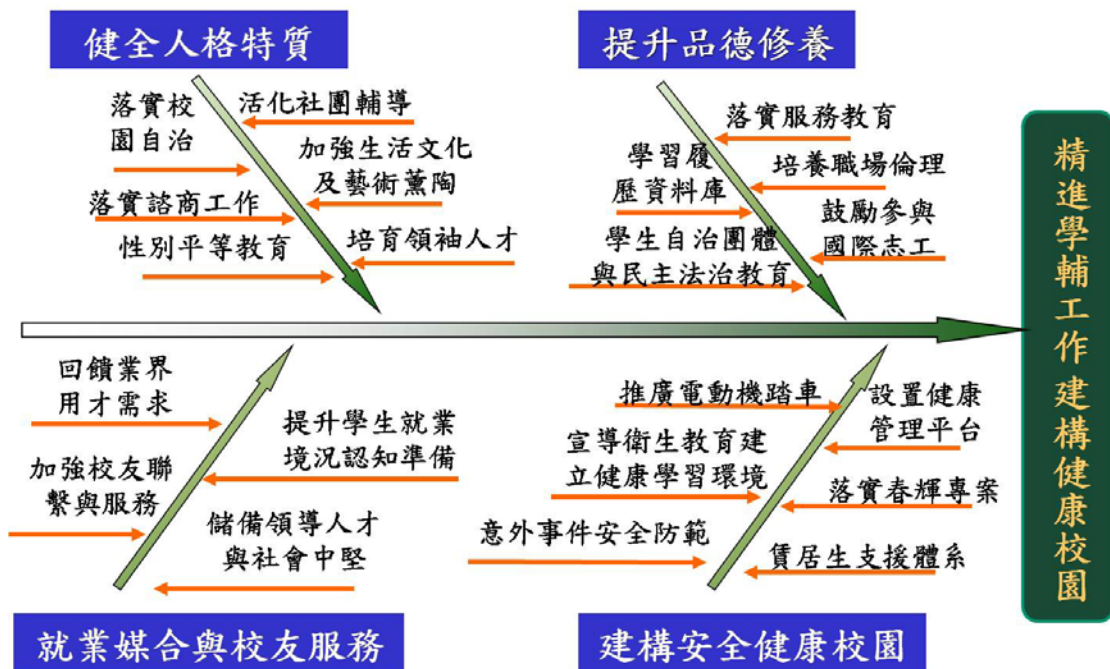 健全人格特質
提升品德修養
落實校
園自治
活化社團輔導
加強生活文化
及藝術薰陶
落實諮商工作
性別平等教育
培育領袖人才
落實服務教育
學習履
歷資料庫
培養職場倫理
鼓勵參與
國際志工
學生自治團體
與民主法治教育
精進學輔工作 建構健康校園
回饋業界
用才需求
提升學生就業
境況認知準備
加強校友聯
繫與服務
儲備領導人才
與社會中堅
推廣電動機踏車
設置健康
管理平台
宣導衛生教育建
立健康學習環境
落實春輝專案
意外事件安全防範
賃居生支援體系
就業媒合與校友服務
建構安全健康校園